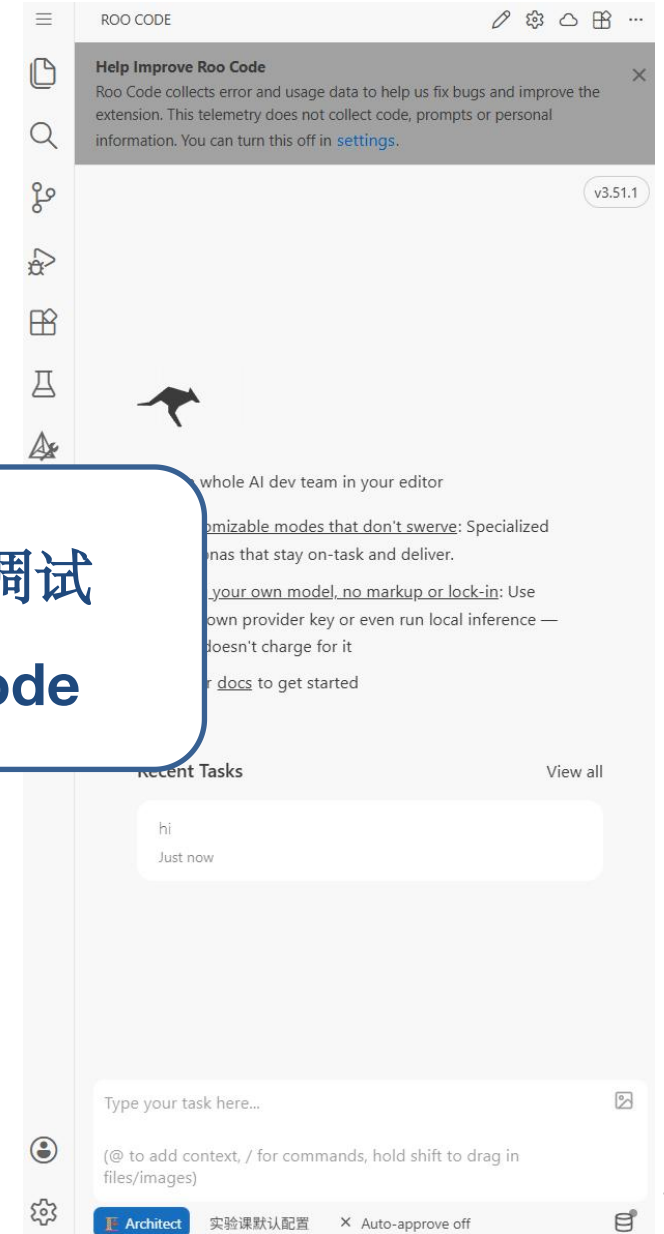 ROO CODE
Help Improve Roo Code
Roo Code collects error and usage data to help us fix bugs and improve the
extension. This telemetry does not collect code, prompts or personal
information. You can turn this off in settings.
v3.51.1
whole AI dev team in your editor
modes that don't swerve: Specialized
that stay on-task and deliver.
your own model, no markup or lock-in: Use
own provider key or even run local inference —
doesn't charge for it
docs to get started
调试
Recent Tasks
View all
hi
Just now
Type your task here...
(@ to add context, / for commands, hold shift to drag in
files/images)
Architect
实验课默认配置
Auto-approve off